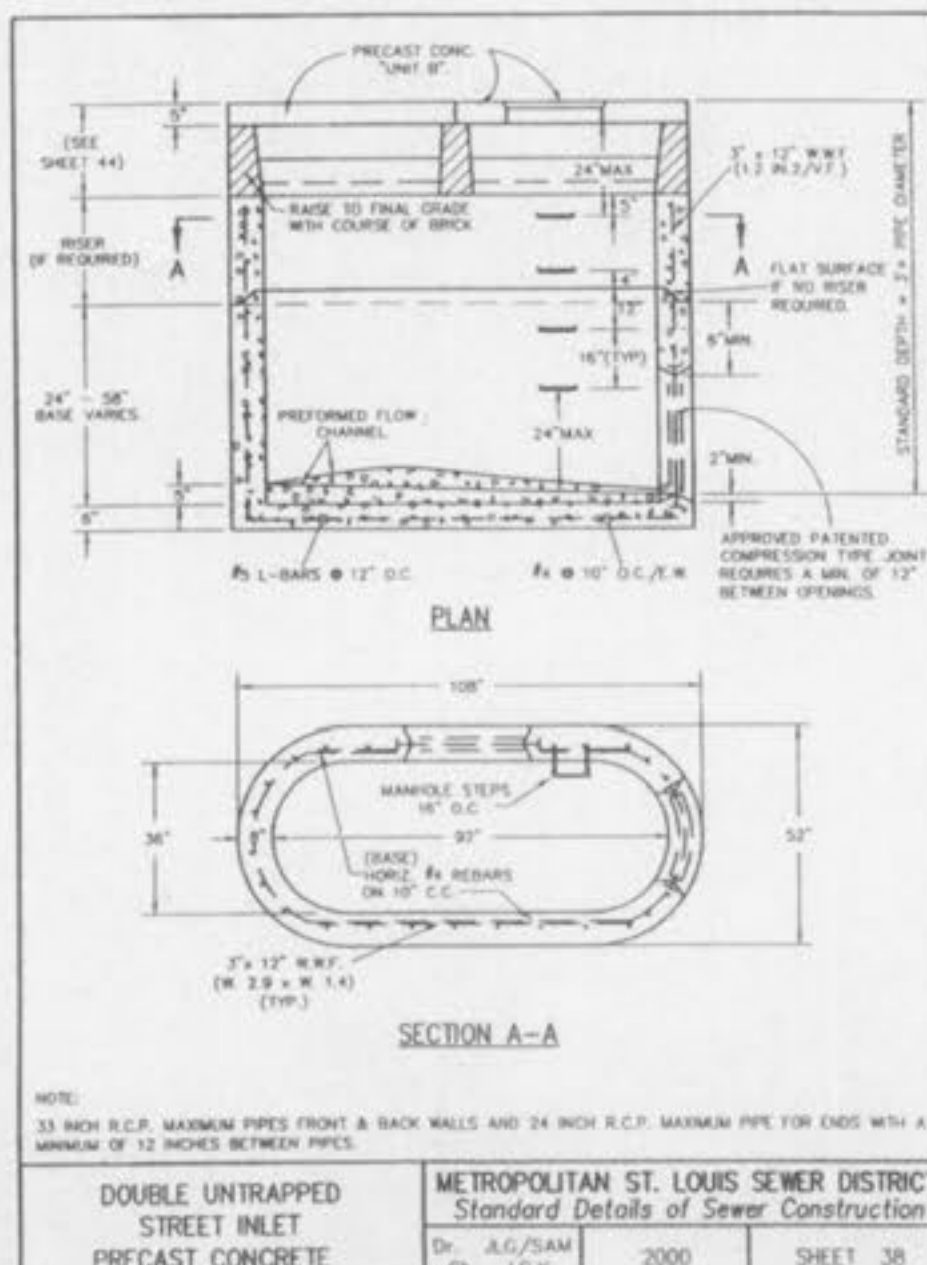 PRECAST CONC.
"UNIT B".
5"
(SEE
SHEET 44)
24"MAX
3" x 12" W.W.F.
(1.2 IN.2/V.F.)
RAISE TO FINAL GRADE
WITH COURSE OF BRICK
5"
RISER
(IF REQUIRED)
A
A
4"
FLAT SURFACE
IF NO RISER
REQUIRED.
12"
6"MIN.
16"(TYP)
24" - 58"
BASE VARIES.
PREFORMED FLOW
CHANNEL
24"MAX
2"MIN.
6"
STANDARD DEPTH = 3'+ PIPE DIAMETER
#5 L-BARS @ 12" O.C.
#4 @ 10" O.C./E.W.
APPROVED PATENTED
COMPRESSION TYPE JOINT
REQUIRES A MIN. OF 12"
BETWEEN OPENINGS.
PLAN
108"
MANHOLE STEPS
16" O.C.
36"
92"
52"
(BASE)
HORIZ. #4 REBARS
ON 10" C.C.
3"x 12" W.W.F.
(W. 2.9 x W. 1.4)
(TYP.)
SECTION A-A
NOTE:
33 INCH R.C.P. MAXIMUM PIPES FRONT & BACK WALLS AND 24 INCH R.C.P. MAXIMUM PIPE FOR ENDS WITH A
MINIMUM OF 12 INCHES BETWEEN PIPES.
DOUBLE UNTRAPPED
STREET INLET
PRECAST CONCRETE
METROPOLITAN ST. LOUIS SEWER DISTRICT
Standard Details of Sewer Construction
Dr. JLG/SAM
2000
SHEET 38